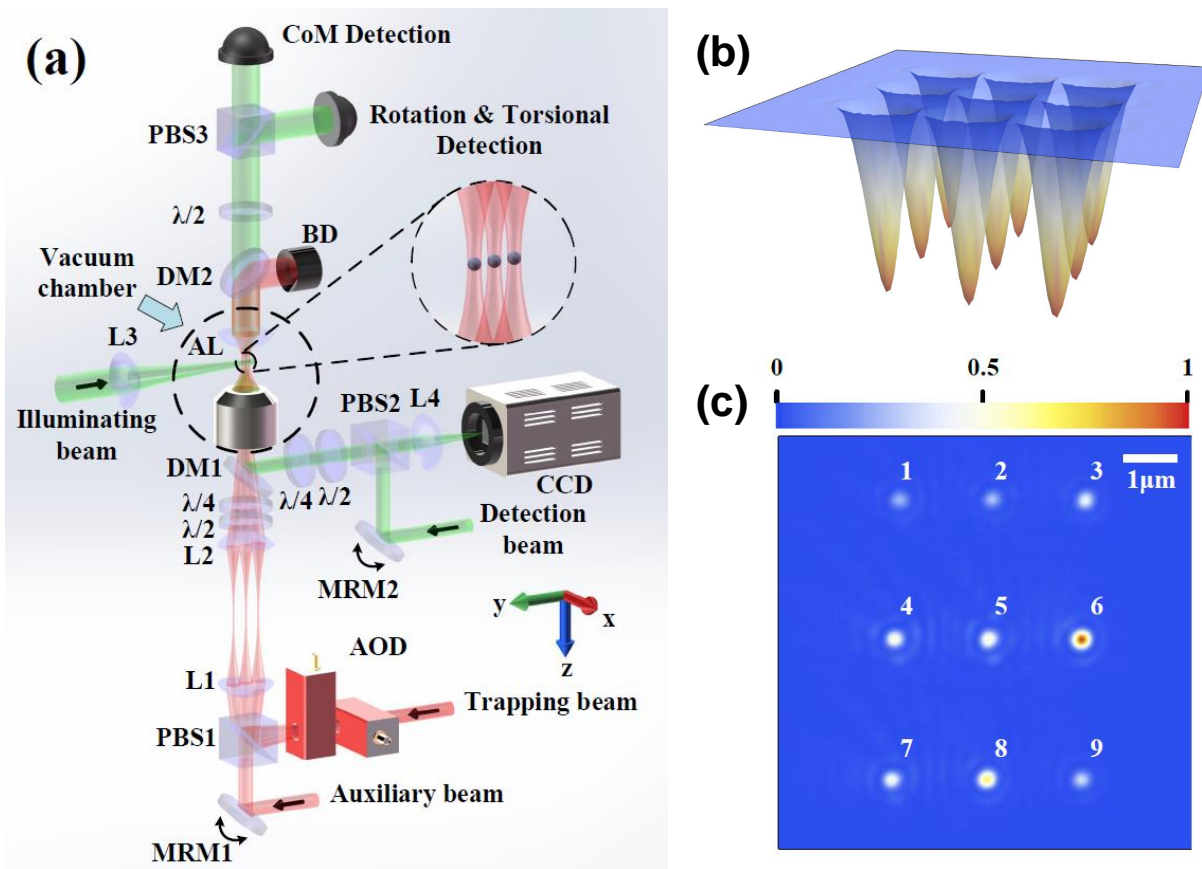 (a)
CoM Detection
PBS3
Rotation & Torsional
Detection
λ/2
BD
DM2
Vacuum
chamber
L3
AL
Illuminating
beam
PBS2
L4
DM1
λ/4
λ/2
CCD
λ/4
λ/2
L2
Detection
beam
MRM2
y
x
z
AOD
L1
Trapping beam
PBS1
Auxiliary beam
MRM1
(b)
0
0.5
1
(c)
1
2
3
1μm
4
5
6
7
8
9